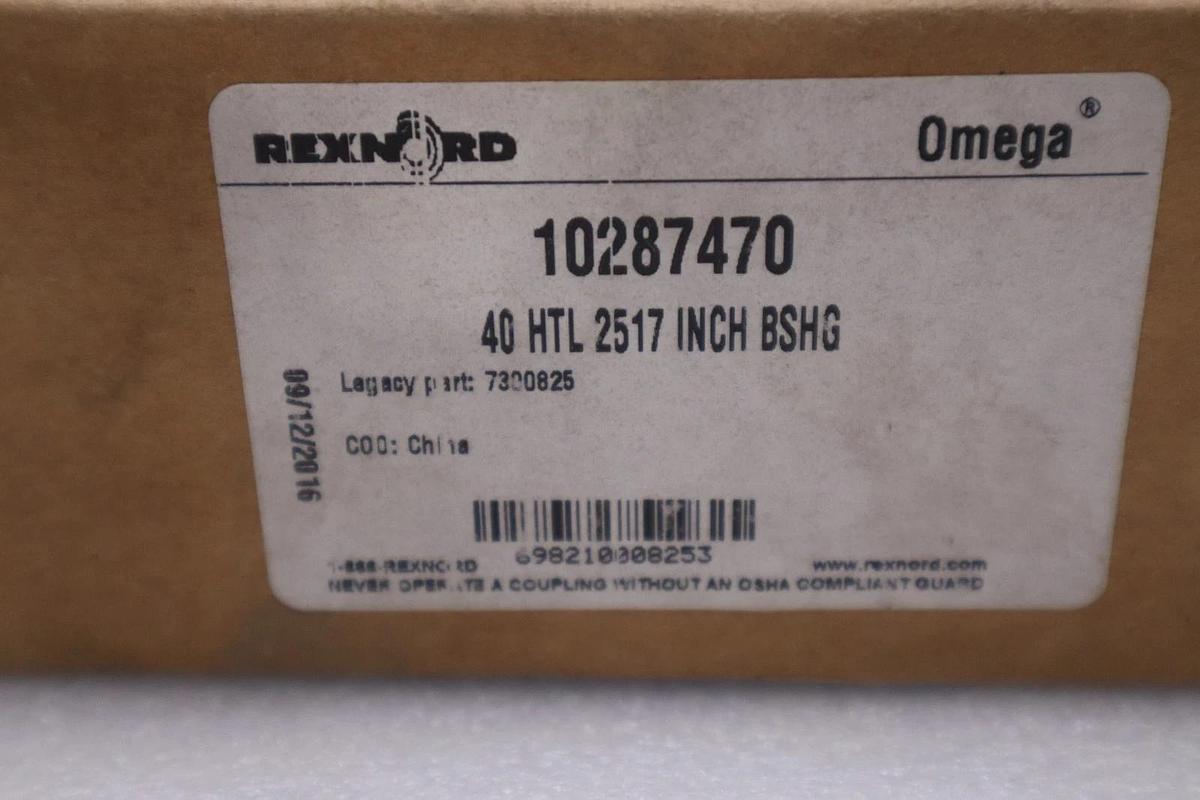 REXNORD
Omega®
10287470
40 HTL 2517 INCH BSHG
Legacy part: 7300825
COO: China
09/12/2016
698210008253
1-888-REXNORD
www.rexnord.com
NEVER OPERATE A COUPLING WITHOUT AN OSHA COMPLIANT GUARD